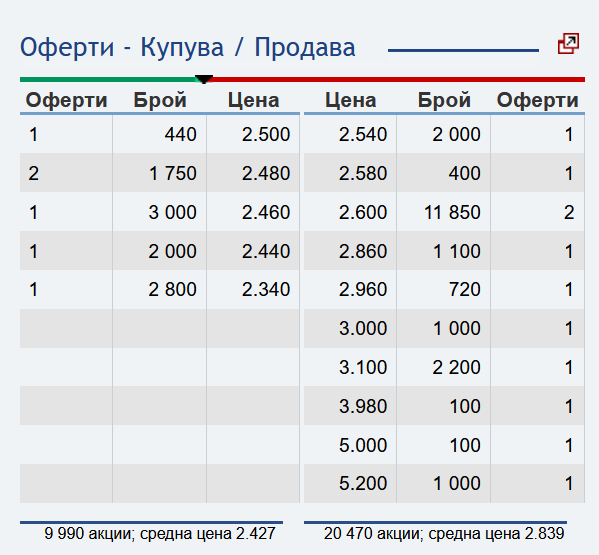 Оферти - Купува / Продава
Оферти Брой Цена Цена Брой Оферти
1 440 2.500 2.540 2 000 1
2 1 750 2.480 2.580 400 1
1 3 000 2.460 2.600 11 850 2
1 2 000 2.440 2.860 1 100 1
1 2 800 2.340 2.960 720 1
3.000 1 000 1
3.100 2 200 1
3.980 100 1
5.000 100 1
5.200 1 000 1
9 990 акции; средна цена 2.427 20 470 акции; средна цена 2.839